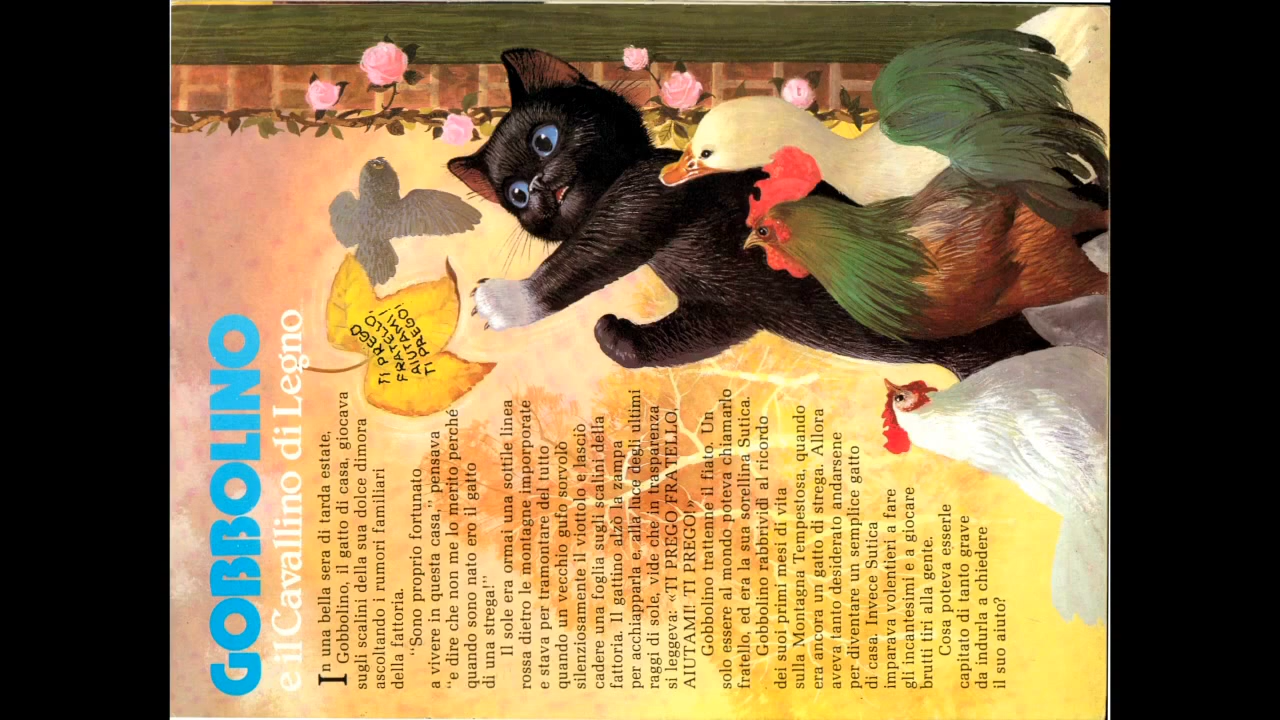 GOBBOLINO
e il Cavallino di Legno
In una bella sera di tarda estate,
Gobbolino, il gatto di casa, giocava
sugli scalini della sua dolce dimora
ascoltando i rumori familiari
della fattoria.
"Sono proprio fortunato
a vivere in questa casa," pensava
"e dire che non me lo merito perché
quando sono nato ero il gatto
di una strega!"
Il sole era ormai una sottile linea
rossa dietro le montagne imporporate
e stava per tramontare del tutto
quando un vecchio gufo sorvolò
silenziosamente il viottolo e lasciò
cadere una foglia sugli scalini della
fattoria. Il gattino alzò la zampa
per acchiapparla e, alla luce degli ultimi
raggi di sole, vide che in trasparenza
si leggeva: «TI PREGO FRATELLO,
AIUTAMI! TI PREGO!»
Gobbolino trattenne il fiato. Un
solo essere al mondo poteva chiamarlo
fratello, ed era la sua sorellina Sutica.
Gobbolino rabbrividì al ricordo
dei suoi primi mesi di vita
sulla Montagna Tempestosa, quando
era ancora un gatto di strega. Allora
aveva tanto desiderato andarsene
per diventare un semplice gatto
di casa. Invece Sutica
imparava volentieri a fare
gli incantesimi e a giocare
brutti tiri alla gente.
Cosa poteva esserle
capitato di tanto grave
da indurla a chiedere
il suo aiuto?
TI PREGO
FRATELLO,
AIUTAMI!
TI PREGO!